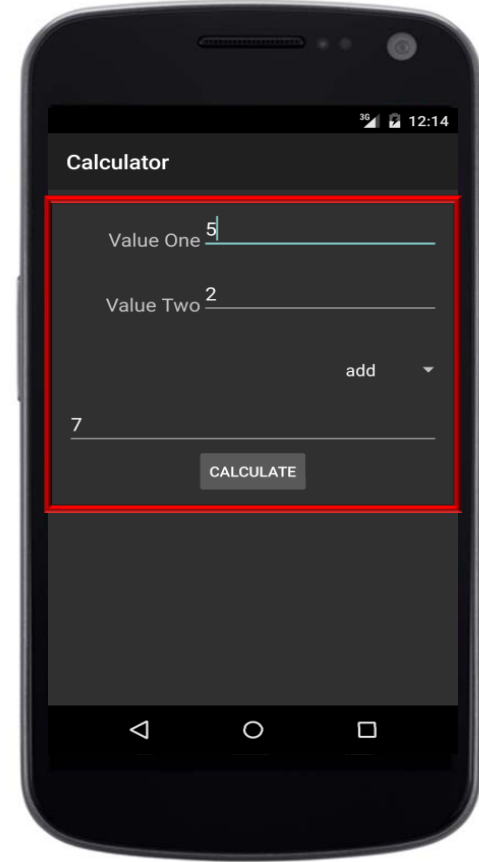 3G 12:14
Calculator
Value One 5
Value Two 2
add
7
CALCULATE